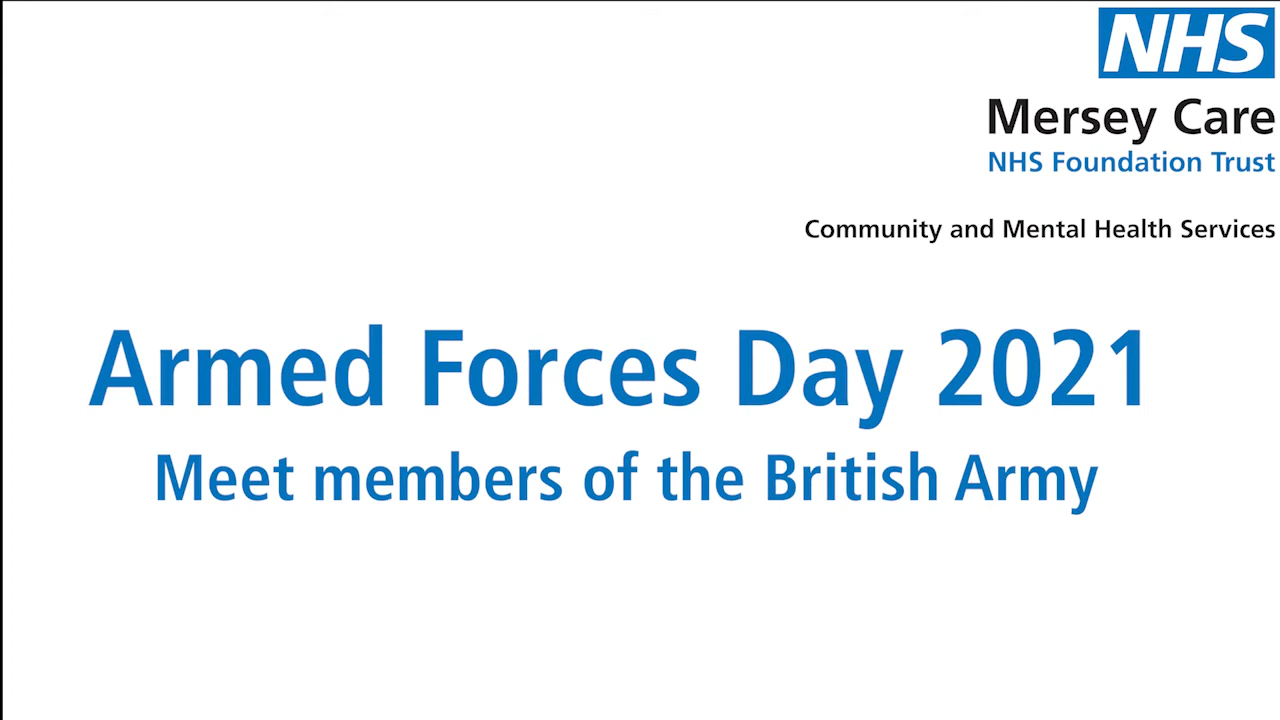 NHS
Mersey Care
NHS Foundation Trust
Community and Mental Health Services
Armed Forces Day 2021
Meet members of the British Army